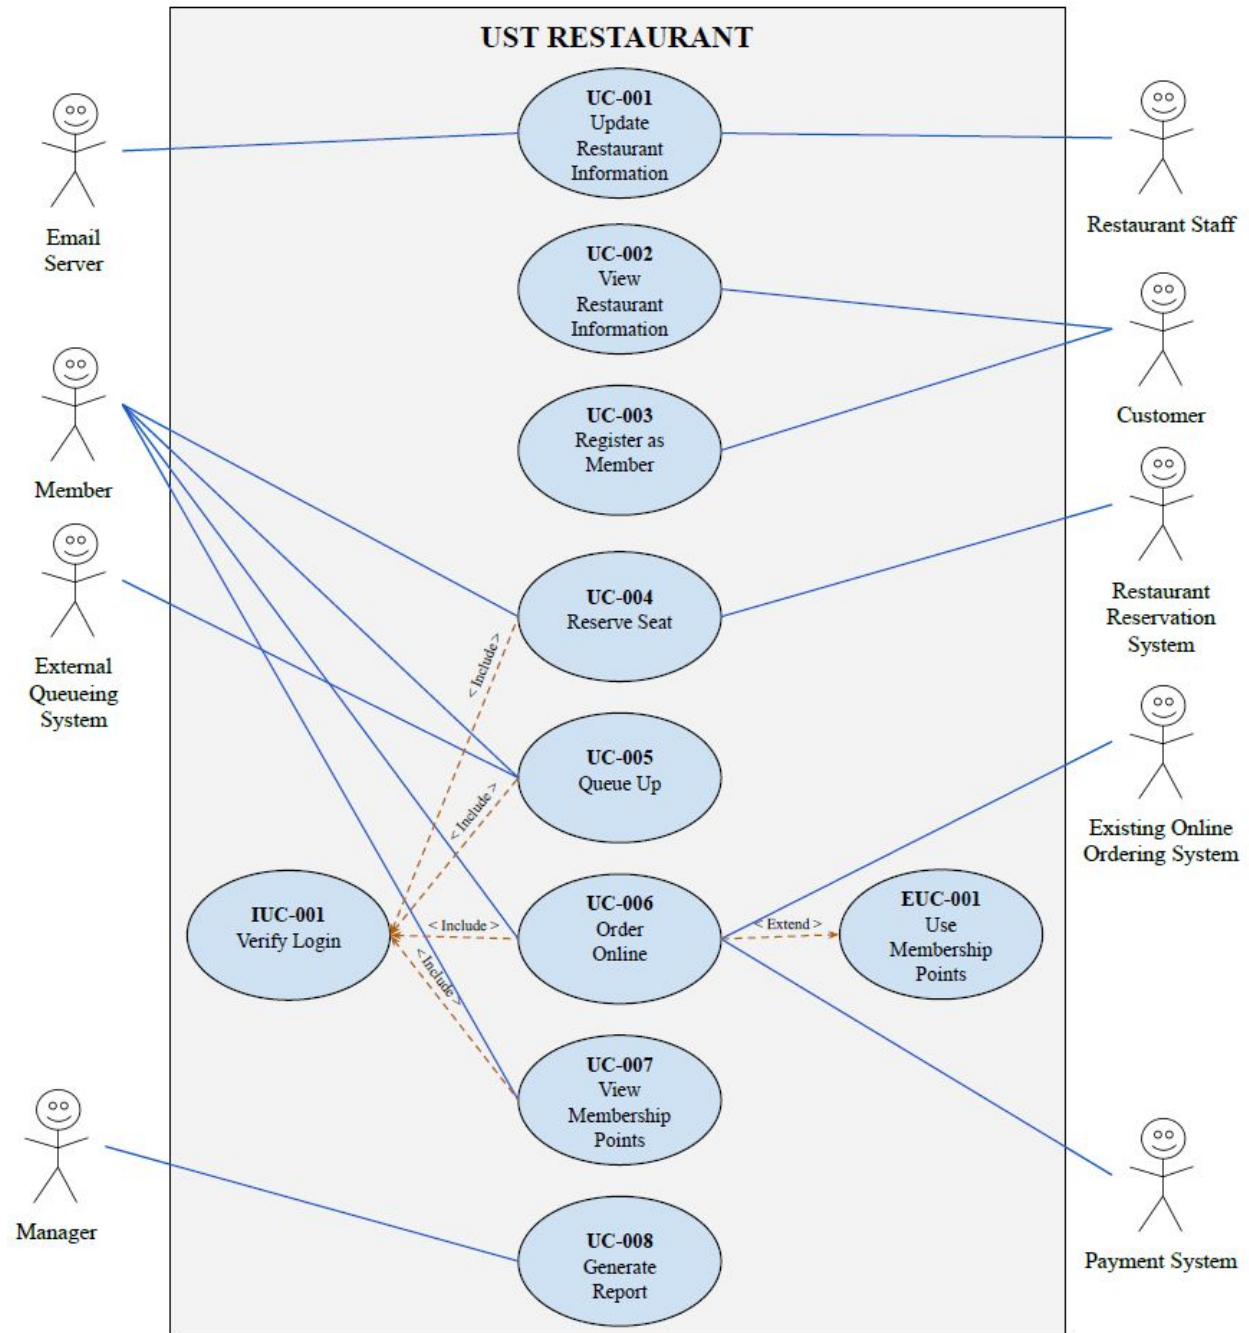 UST RESTAURANT
UC-001
Update
Restaurant
Information
Email
Server
Restaurant Staff
UC-002
View
Restaurant
Information
Customer
UC-003
Register as
Member
Member
UC-004
Reserve Seat
Restaurant
Reservation
System
External
Queueing
System
< Include >
UC-005
Queue Up
< Include >
Existing Online
Ordering System
IUC-001
Verify Login
< Include >
UC-006
Order
Online
< Extend >
EUC-001
Use
Membership
Points
< Include >
UC-007
View
Membership
Points
Manager
UC-008
Generate
Report
Payment System